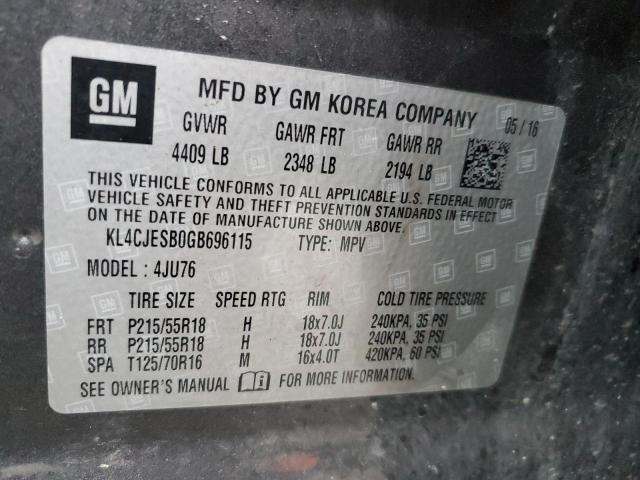 GM
MFD BY GM KOREA COMPANY 05 / 16
GVWR GAWR FRT GAWR RR
4409 LB 2348 LB 2194 LB
THIS VEHICLE CONFORMS TO ALL APPLICABLE U.S. FEDERAL MOTOR
VEHICLE SAFETY AND THEFT PREVENTION STANDARDS IN EFFECT
ON THE DATE OF MANUFACTURE SHOWN ABOVE.
KL4CJESB0GB696115 TYPE: MPV
MODEL : 4JU76
TIRE SIZE SPEED RTG RIM COLD TIRE PRESSURE
FRT P215/55R18 H 18x7.0J 240KPA, 35 PSI
RR P215/55R18 H 18x7.0J 240KPA, 35 PSI
SPA T125/70R16 M 16x4.0T 420KPA, 60 PSI
SEE OWNER'S MANUAL FOR MORE INFORMATION.